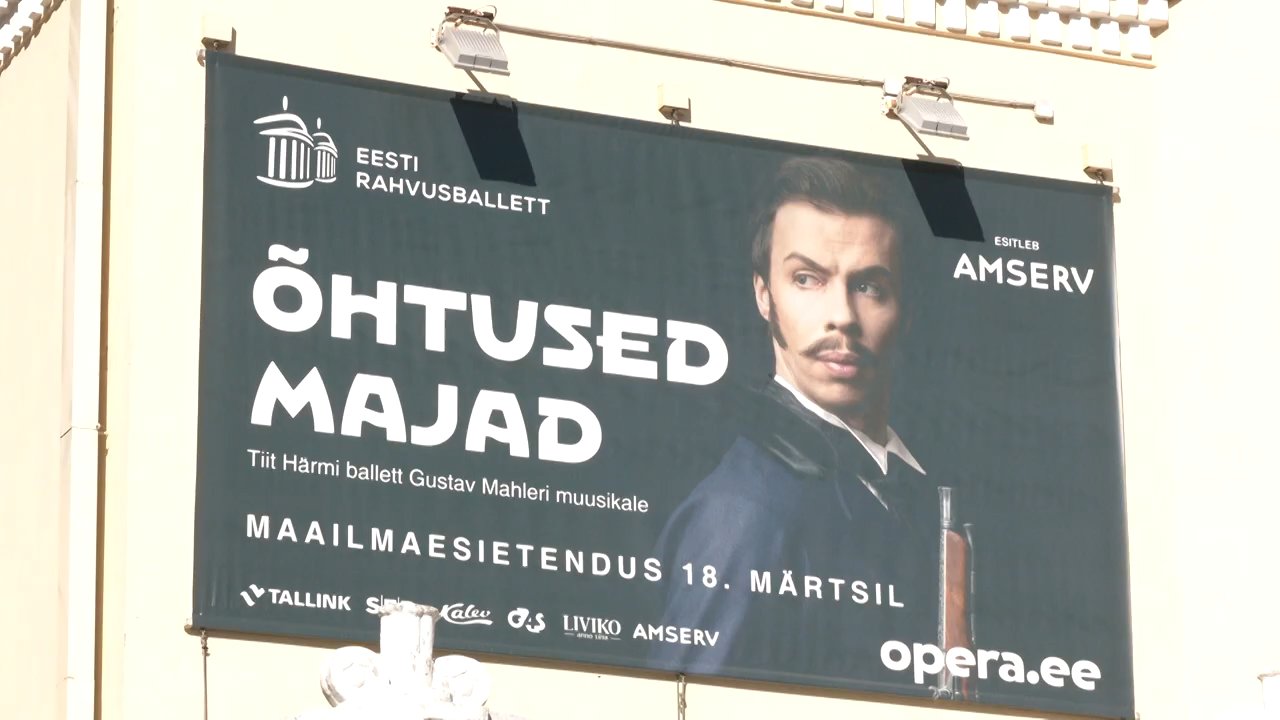 EESTI
RAHVUSBALLETT
ESITLEB
AMSERV
ÕHTUSED
MAJAD
Tiit Härmi ballett Gustav Mahleri muusikale
MAAILMAESIETENDUS 18. MÄRTSIL
TALLINK Kalev LIVIKO AMSERV
opera.ee